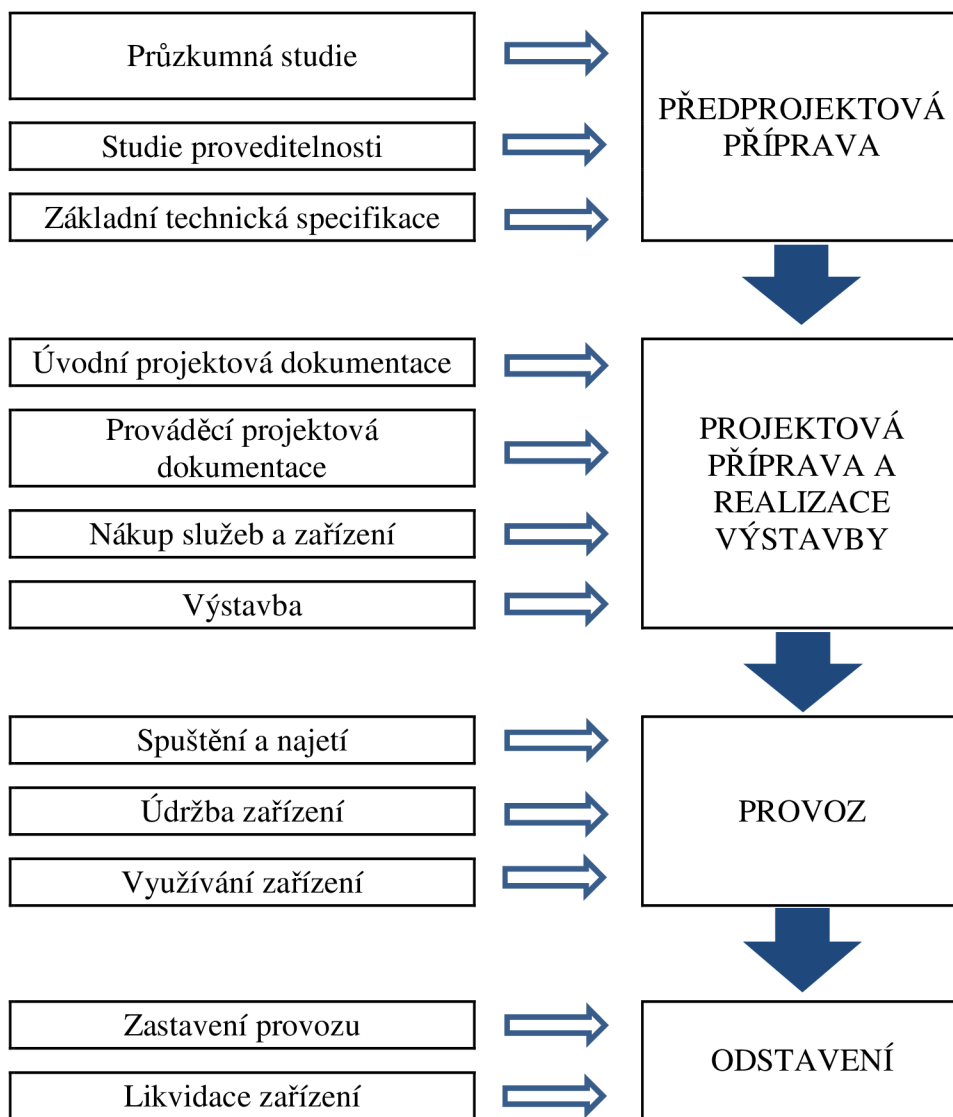 Průzkumná studie
Studie proveditelnosti
Základní technická specifikace
PŘEDPROJEKTOVÁ
PŘÍPRAVA
Úvodní projektová dokumentace
Prováděcí projektová
dokumentace
Nákup služeb a zařízení
Výstavba
PROJEKTOVÁ
PŘÍPRAVA A
REALIZACE
VÝSTAVBY
Spuštění a najetí
Údržba zařízení
Využívání zařízení
PROVOZ
Zastavení provozu
Likvidace zařízení
ODSTAVENÍ